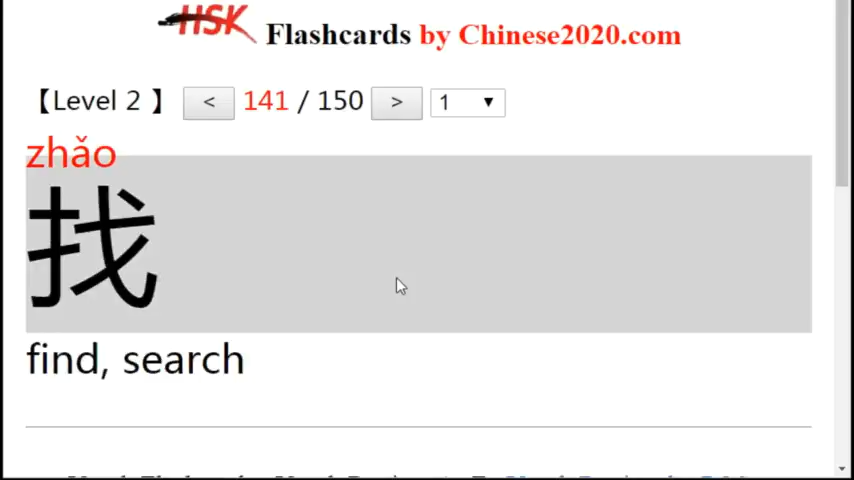 HSK Flashcards by Chinese2020.com
【Level 2 】 < 141 / 150 > 1 ▼
zhǎo
找
find, search